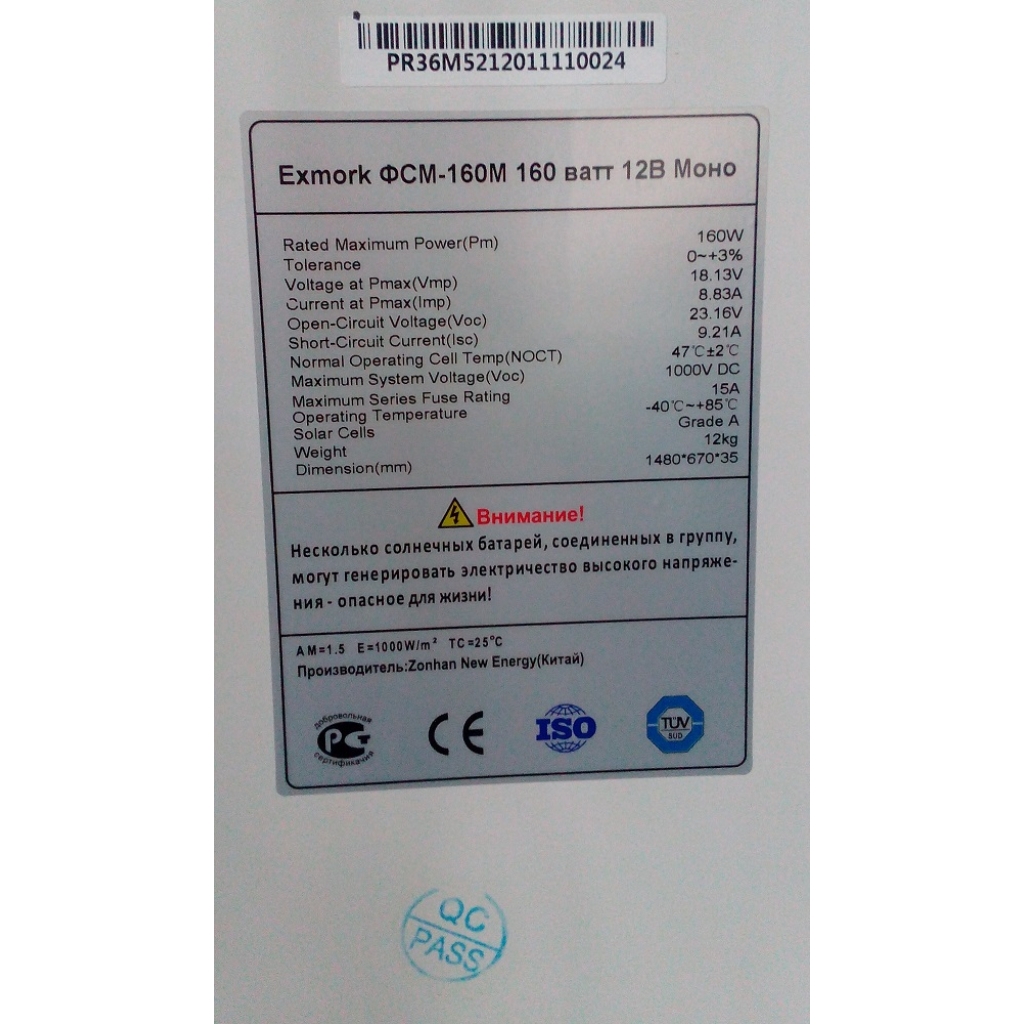 PR36M5212011110024
Exmork ФСМ-160М 160 ватт 12В Моно
Rated Maximum Power(Pm) 160W
Tolerance 0~+3%
Voltage at Pmax(Vmp) 18.13V
Current at Pmax(Imp) 8.83A
Open-Circuit Voltage(Voc) 23.16V
Short-Circuit Current(Isc) 9.21A
Normal Operating Cell Temp(NOCT) 47℃±2℃
Maximum System Voltage(Voc) 1000V DC
Maximum Series Fuse Rating 15A
Operating Temperature -40℃~+85℃
Solar Cells Grade A
Weight 12kg
Dimension(mm) 1480*670*35
Внимание!
Несколько солнечных батарей, соединенных в группу,
могут генерировать электричество высокого напряже-
ния - опасное для жизни!
AM=1.5 E=1000W/m² TC=25°C
Производитель:Zonhan New Energy(Китай)
добровольная
РСТ
сертификация
CE
ISO
TÜV
SÜD
QC
PASS